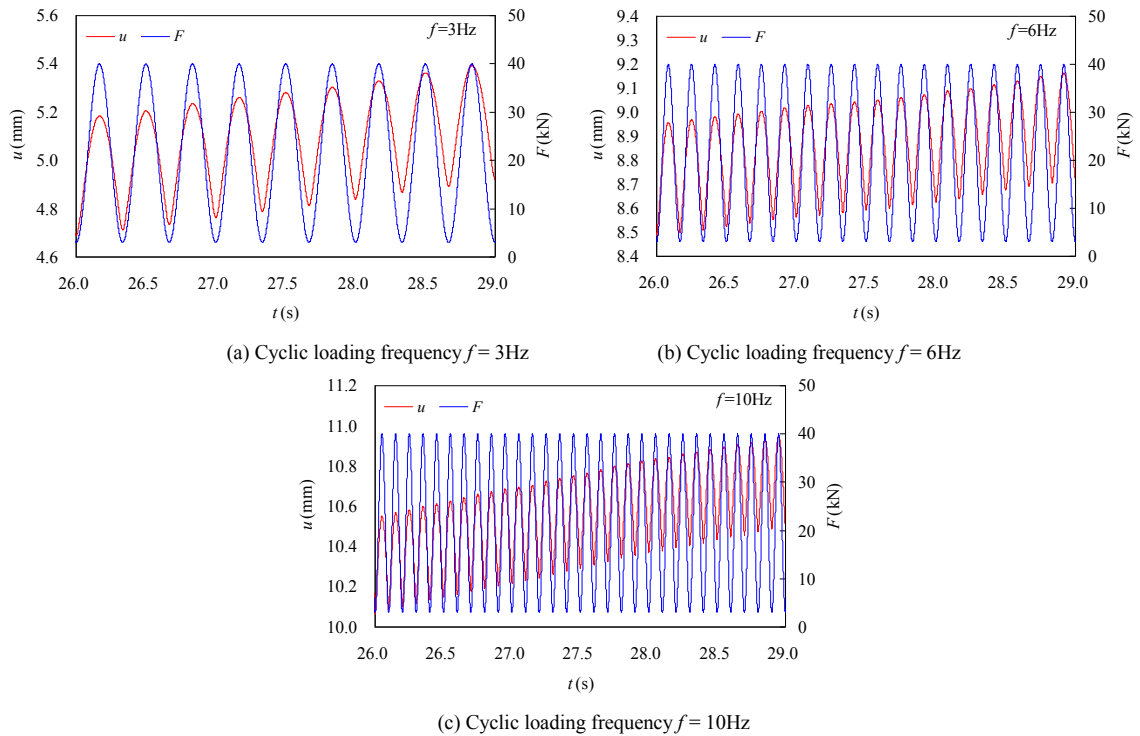 5.6
5.4
5.2
5.0
4.8
4.6
u (mm)
u F
f=3Hz
50
40
30
20
10
0
F (kN)
26.0 26.5 27.0 27.5 28.0 28.5 29.0
t (s)
(a) Cyclic loading frequency f = 3Hz
9.4
9.3
9.2
9.1
9.0
8.9
8.8
8.7
8.6
8.5
8.4
u (mm)
u F
f=6Hz
50
40
30
20
10
0
F (kN)
26.0 26.5 27.0 27.5 28.0 28.5 29.0
t (s)
(b) Cyclic loading frequency f = 6Hz
11.2
11.0
10.8
10.6
10.4
10.2
10.0
u (mm)
u F
f=10Hz
50
40
30
20
10
0
F (kN)
26.0 26.5 27.0 27.5 28.0 28.5 29.0
t (s)
(c) Cyclic loading frequency f = 10Hz